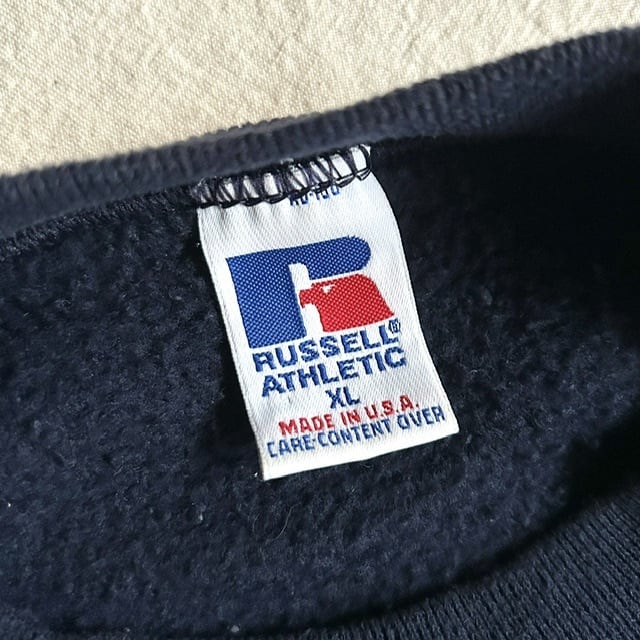 RUSSELL®
ATHLETIC
XL
MADE IN U.S.A.
CARE·CONTENT OVER